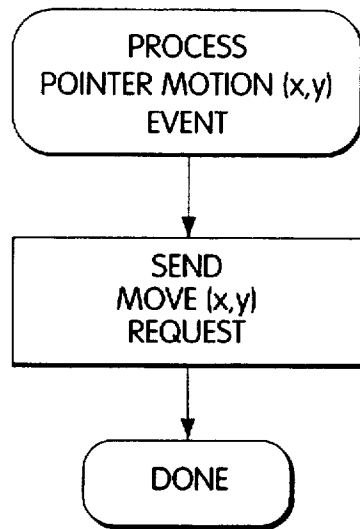 PROCESS
POINTER MOTION (x,y)
EVENT
SEND
MOVE (x,y)
REQUEST
DONE